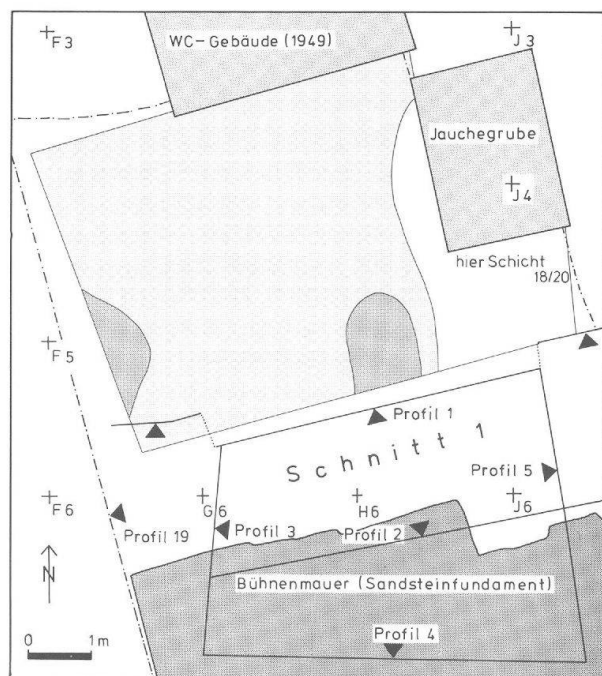 F3
WC-Gebäude (1949)
J3
Jauchegrube
J4
hier Schicht
18/20
F5
Profil 1
Schnitt 1
Profil 5
F6
G6
H6
J6
Profil 19
Profil 3
Profil 2
N
Bühnenmauer (Sandsteinfundament)
0 1m
Profil 4